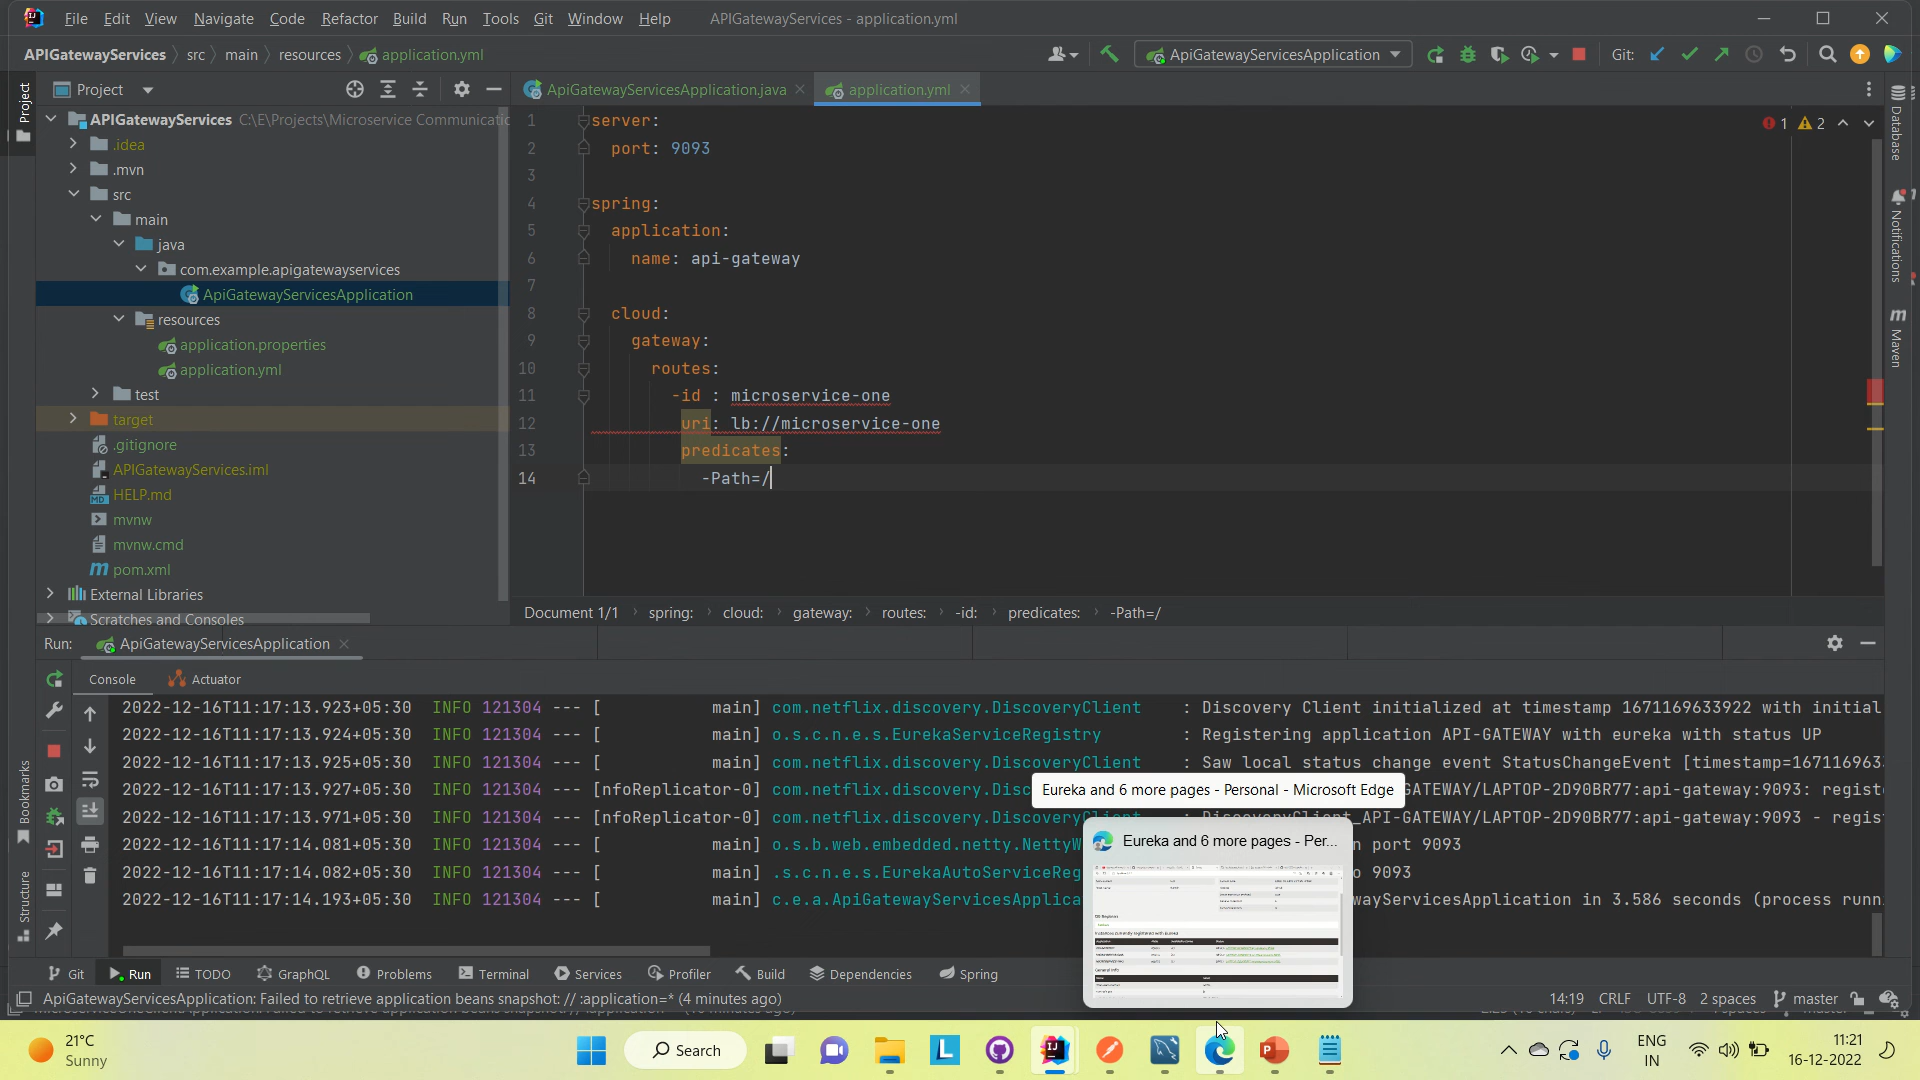 File Edit View Navigate Code Refactor Build Run Tools Git Window Help APIGatewayServices - application.yml
APIGatewayServices src main resources application.yml ApiGatewayServicesApplication Git:
Project
Project
ApiGatewayServicesApplication.java application.yml
APIGatewayServices C:\E\Projects\Microservice Communicatio
.idea
.mvn
src
main
java
com.example.apigatewayservices
ApiGatewayServicesApplication
resources
application.properties
application.yml
test
target
.gitignore
APIGatewayServices.iml
HELP.md
mvnw
mvnw.cmd
pom.xml
External Libraries
Scratches and Consoles
1 server:
2 port: 9093
3
4 spring:
5 application:
6 name: api-gateway
7
8 cloud:
9 gateway:
10 routes:
11 -id : microservice-one
12 uri: lb://microservice-one
13 predicates:
14 -Path=/
1 2
Database
Notifications
Maven
Document 1/1 spring: cloud: gateway: routes: -id: predicates: -Path=/
Run: ApiGatewayServicesApplication
Console Actuator
2022-12-16T11:17:13.923+05:30 INFO 121304 --- [ main] com.netflix.discovery.DiscoveryClient : Discovery Client initialized at timestamp 1671169633922 with initial
2022-12-16T11:17:13.924+05:30 INFO 121304 --- [ main] o.s.c.n.e.s.EurekaServiceRegistry : Registering application API-GATEWAY with eureka with status UP
2022-12-16T11:17:13.925+05:30 INFO 121304 --- [ main] com.netflix.discovery.DiscoveryClient : Saw local status change event StatusChangeEvent [timestamp=16711696
2022-12-16T11:17:13.927+05:30 INFO 121304 --- [nfoReplicator-0] com.netflix.discovery.Disc GATEWAY/LAPTOP-2D90BR77:api-gateway:9093: registe
2022-12-16T11:17:13.971+05:30 INFO 121304 --- [nfoReplicator-0] com.netflix.discovery.DiscoveryClient : DiscoveryClient_API-GATEWAY/LAPTOP-2D90BR77:api-gateway:9093 - regis
2022-12-16T11:17:14.081+05:30 INFO 121304 --- [ main] o.s.b.web.embedded.netty.NettyW n port 9093
2022-12-16T11:17:14.082+05:30 INFO 121304 --- [ main] .s.c.n.e.s.EurekaAutoServiceReg o 9093
2022-12-16T11:17:14.193+05:30 INFO 121304 --- [ main] c.e.a.ApiGatewayServicesApplica wayServicesApplication in 3.586 seconds (process runn
Eureka and 6 more pages - Personal - Microsoft Edge
Eureka and 6 more pages - Per...
Bookmarks
Structure
Git Run TODO GraphQL Problems Terminal Services Profiler Build Dependencies Spring
ApiGatewayServicesApplication: Failed to retrieve application beans snapshot: // :application=* (4 minutes ago) 14:19 CRLF UTF-8 2 spaces master
21°C
Sunny
Search
ENG
IN
11:21
16-12-2022